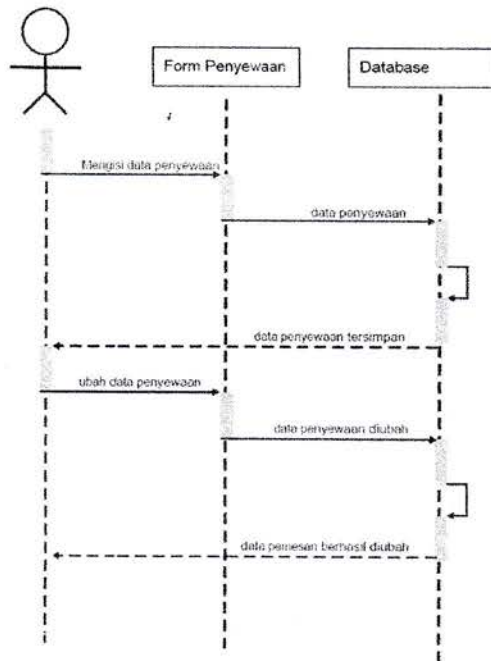 Form Penyewaan
Database
Mengisi data penyewaan
data penyewaan
data penyewaan tersimpan
ubah data penyewaan
data penyewaan diubah
data pemesan berhasil diubah